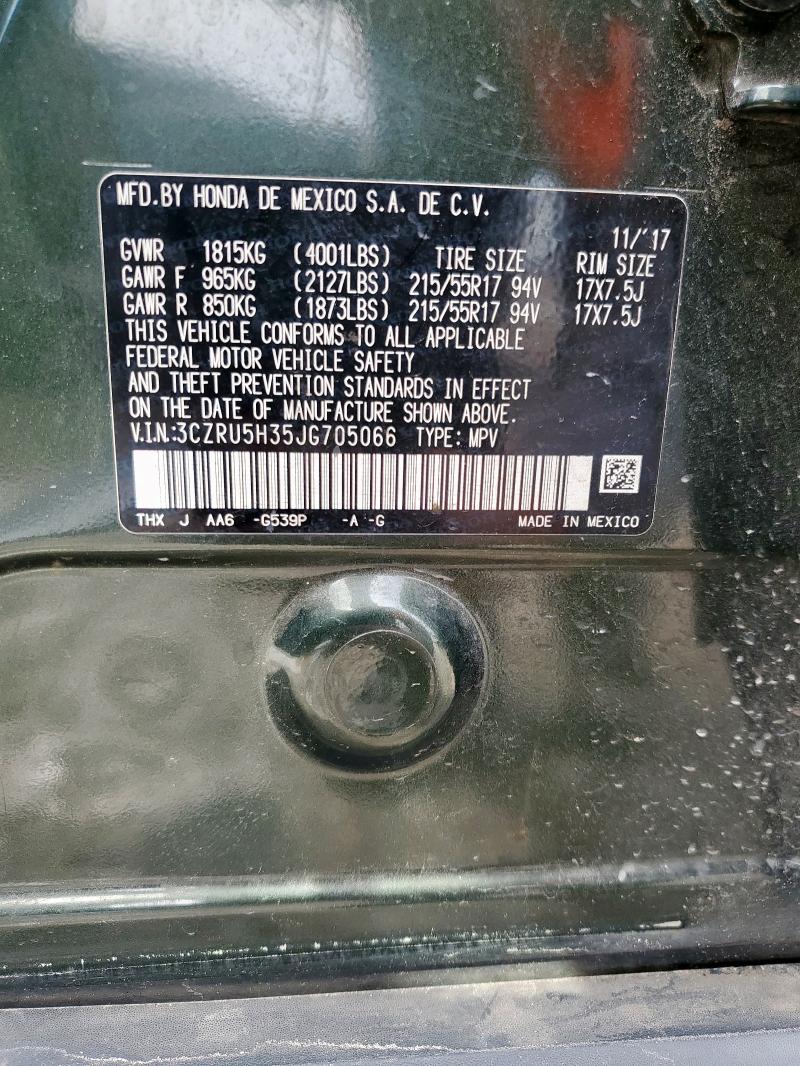 MFD.BY HONDA DE MEXICO S.A. DE C.V.
11/'17
GVWR 1815KG (4001LBS) TIRE SIZE RIM SIZE
GAWR F 965KG (2127LBS) 215/55R17 94V 17X7.5J
GAWR R 850KG (1873LBS) 215/55R17 94V 17X7.5J
THIS VEHICLE CONFORMS TO ALL APPLICABLE
FEDERAL MOTOR VEHICLE SAFETY
AND THEFT PREVENTION STANDARDS IN EFFECT
ON THE DATE OF MANUFACTURE SHOWN ABOVE.
V.I.N:3CZRU5H35JG705066 TYPE: MPV
THX J AA6 -G539P -A -G MADE IN MEXICO